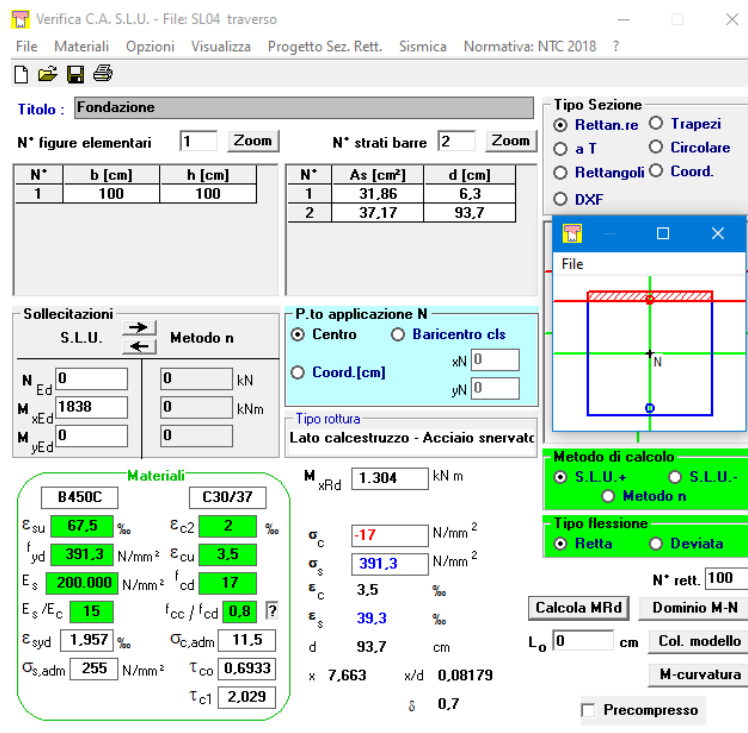 Verifica C.A. S.L.U. - File: SL04 traverso
File Materiali Opzioni Visualizza Progetto Sez. Rett. Sismica Normativa: NTC 2018 ?
Titolo : Fondazione
N° figure elementari 1 Zoom N° strati barre 2 Zoom
N° b [cm] h [cm]
1 100 100
N° As [cm²] d [cm]
1 31,86 6,3
2 37,17 93,7
Tipo Sezione
Rettan.re Trapezi
a T Circolare
Rettangoli Coord.
DXF
File
N
Sollecitazioni
S.L.U. Metodo n
N Ed 0 0 kN
M xEd 1838 0 kNm
M yEd 0 0
P.to applicazione N
Centro Baricentro cls
Coord.[cm] xN 0
yN 0
Tipo rottura
Lato calcestruzzo - Acciaio snervato
Metodo di calcolo
S.L.U.+ S.L.U.-
Metodo n
Tipo flessione
Retta Deviata
Materiali
B450C C30/37
εsu 67,5 ‰ εc2 2 ‰
fyd 391,3 N/mm² εcu 3,5
Es 200.000 N/mm² fcd 17
Es/Ec 15 fcc / fcd 0,8 ?
εsyd 1,957 ‰ σc,adm 11,5
σs,adm 255 N/mm² τco 0,6933
τc1 2,029
M xRd 1.304 kN m
σc -17 N/mm²
σs 391,3 N/mm²
εc 3,5 ‰
εs 39,3 ‰
d 93,7 cm
x 7,663 x/d 0,08179
δ 0,7
N° rett. 100
Calcola MRd Dominio M-N
Lo 0 cm Col. modello
M-curvatura
Precompresso